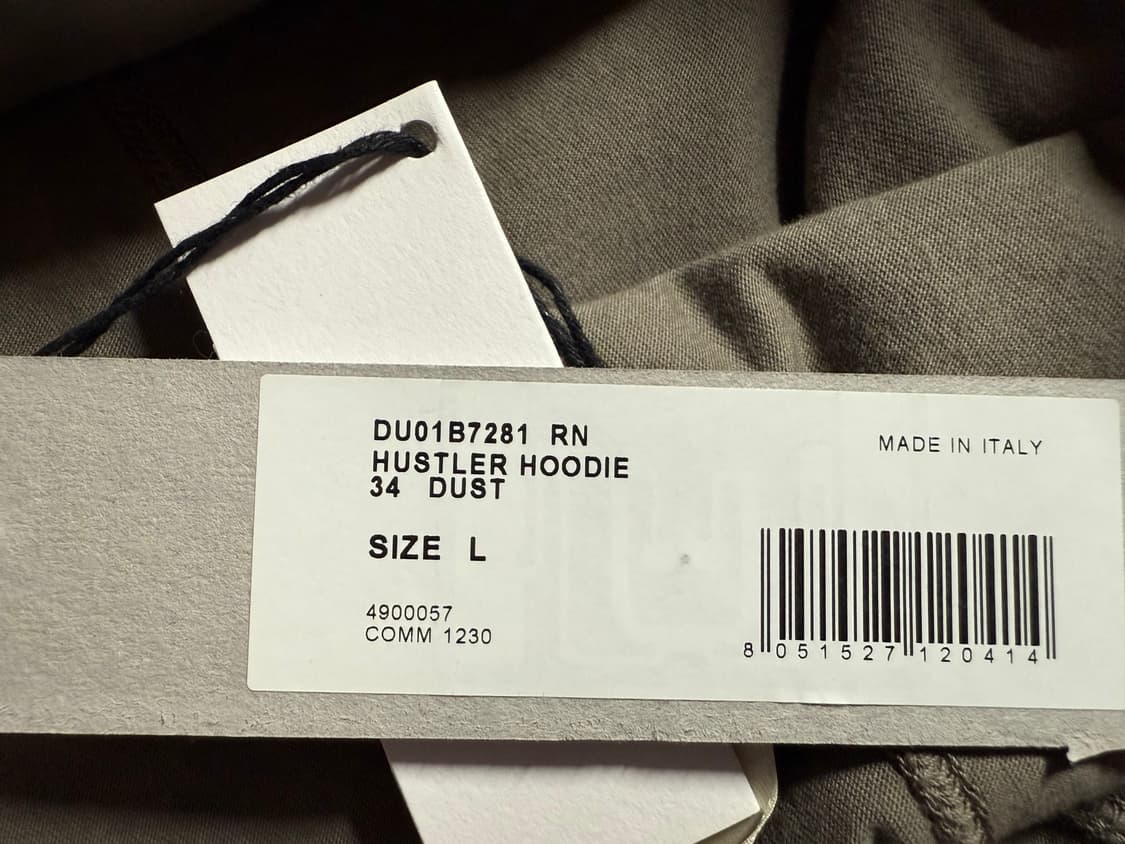 DU01B7281 RN
HUSTLER HOODIE
34 DUST
SIZE L
4900057
COMM 1230
MADE IN ITALY
8 051527 120414